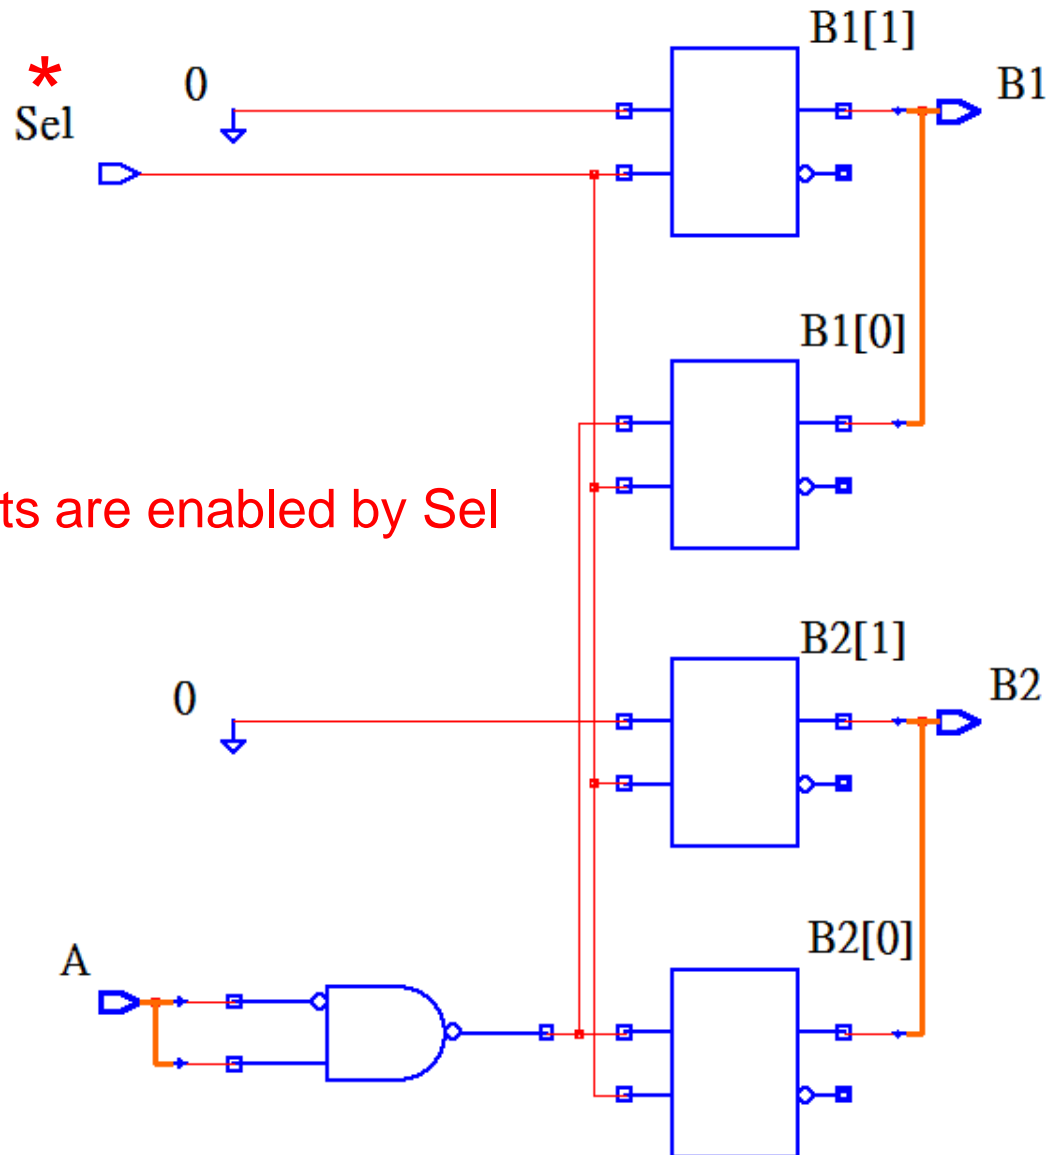 B1[1]
B1
*
0
Sel
B1[0]
ts are enabled by Sel
B2[1]
B2
0
B2[0]
A